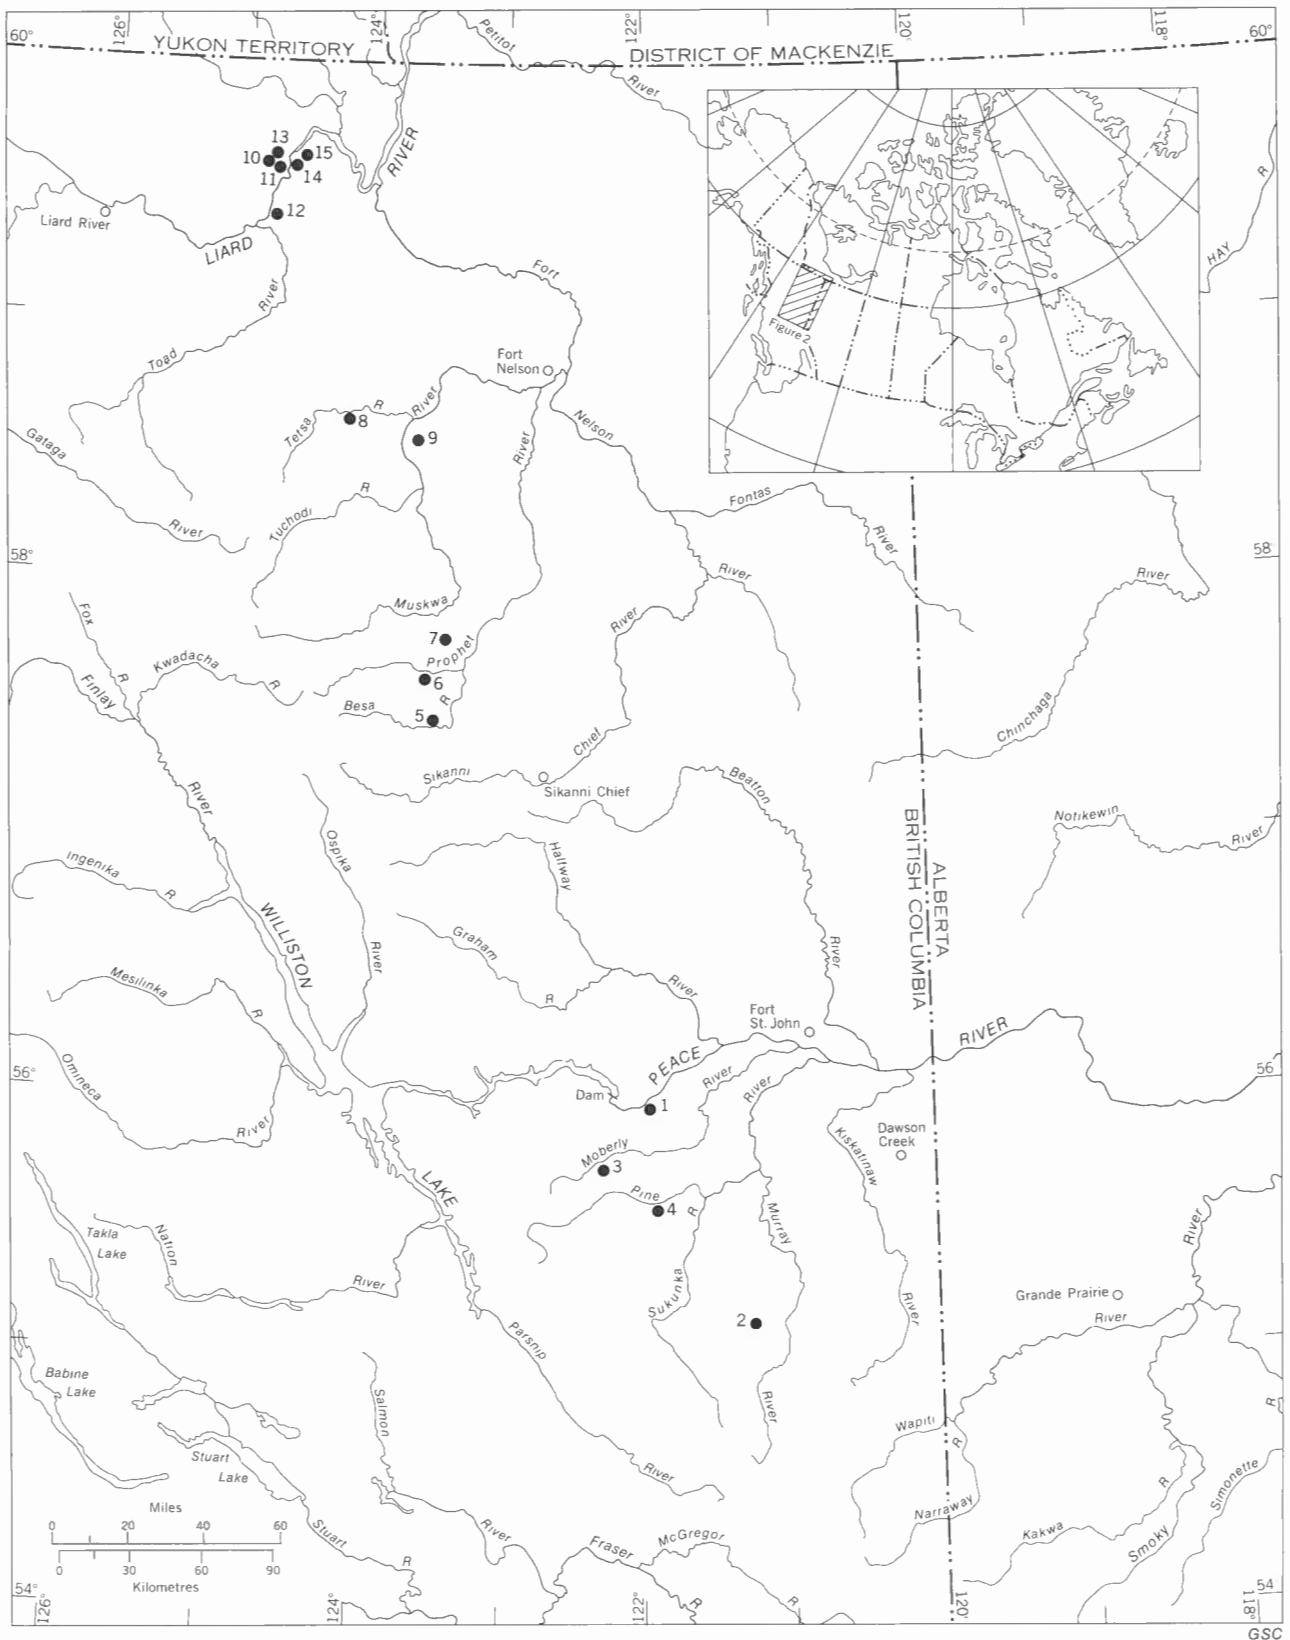 60°
126°
124°
122°
120°
118°
60°
YUKON TERRITORY
DISTRICT OF MACKENZIE
Petitot
River
RIVER
13
10
15
11
14
12
Liard River
LIARD
River
Toad
Fort
HAY
R
Figure 2
Fort
Nelson
River
R
Tetsa
8
9
River
Nelson
Gataga
River
Tuchodi
R
Fontas
River
58°
58°
River
River
River
Muskwa
Fox
R
7
Prophet
6
R
Kwadacha
R
Finlay
Besa
5
Chinchaga
Chief
Sikanni
Sikanni Chief
Beatton
River
Notikewin
River
Ospika
Halfway
BRITISH COLUMBIA
ALBERTA
Ingenika
R
WILLISTON
Graham
River
River
Mesilinka
R
R
River
Fort
St. John
RIVER
56°
56°
Omineca
River
PEACE
River
River
Dam
1
Dawson
Creek
Kiskatinaw
Moberly
3
LAKE
Pine
4
R
Murray
Takla
Lake
Nation
River
Sukunka
River
River
2
Grande Prairie
River
Parsnip
Babine
Lake
Salmon
River
Wapiti
R
R
Stuart
Lake
River
Narraway
R
Simonette
Miles
0 20 40 60
0 30 60 90
Kilometres
Stuart
R
River
Fraser
McGregor
R
R
Kakwa
Smoky
54°
54
126°
124°
122°
120°
118°
GSC